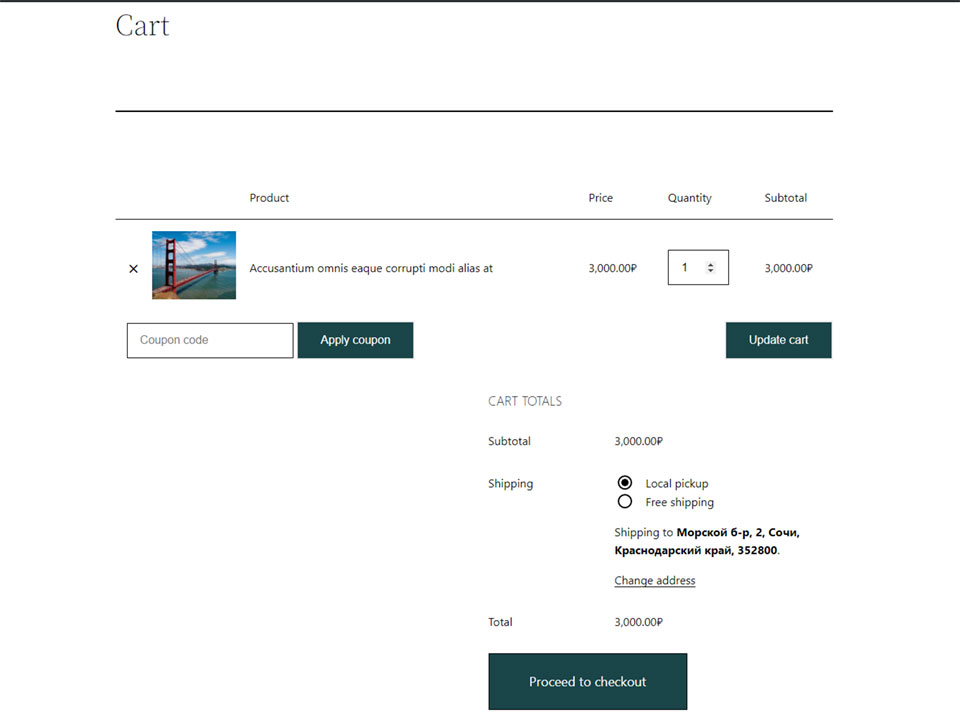 Cart
Product Price Quantity Subtotal
× Accusantium omnis eaque corrupti modi alias at 3,000.00₽ 1 3,000.00₽
Coupon code Apply coupon Update cart
CART TOTALS
Subtotal 3,000.00₽
Shipping Local pickup
Free shipping
Shipping to Морской б-р, 2, Сочи,
Краснодарский край, 352800.
Change address
Total 3,000.00₽
Proceed to checkout